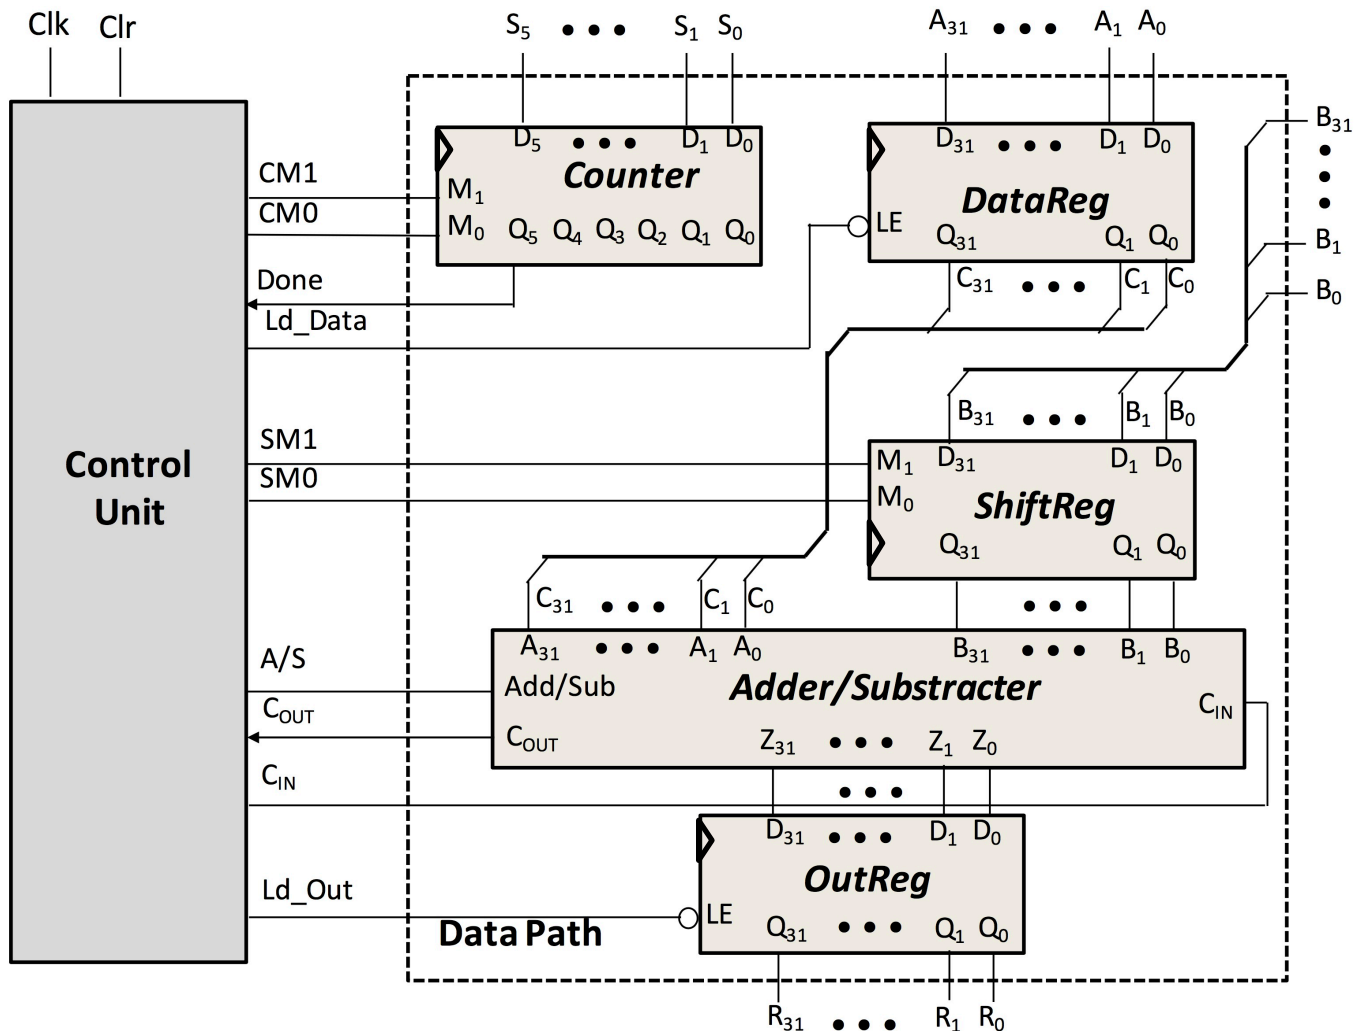 Clk Clr
S5 ● ● ● S1 S0
A31 ● ● ● A1 A0
B31
B1
B0
D5 ● ● ● D1 D0
Counter
M1
M0
Q5 Q4 Q3 Q2 Q1 Q0
D31 ● ● ● D1 D0
DataReg
LE
Q31 Q1 Q0
C31 ● ● ● C1 C0
CM1
CM0
Done
Ld_Data
B31 ● ● ● B1 B0
SM1
SM0
M1 D31 D1 D0
M0
ShiftReg
Q31 Q1 Q0
Control
Unit
C31 ● ● ● C1 C0
A31 ● ● ● A1 A0
B31 ● ● ● B1 B0
A/S
Add/Sub
Adder/Substracter
CIN
COUT
COUT
Z31 ● ● ● Z1 Z0
CIN
D31 ● ● ● D1 D0
OutReg
Ld_Out
LE
Q31 ● ● ● Q1 Q0
Data Path
R31 ● ● ● R1 R0